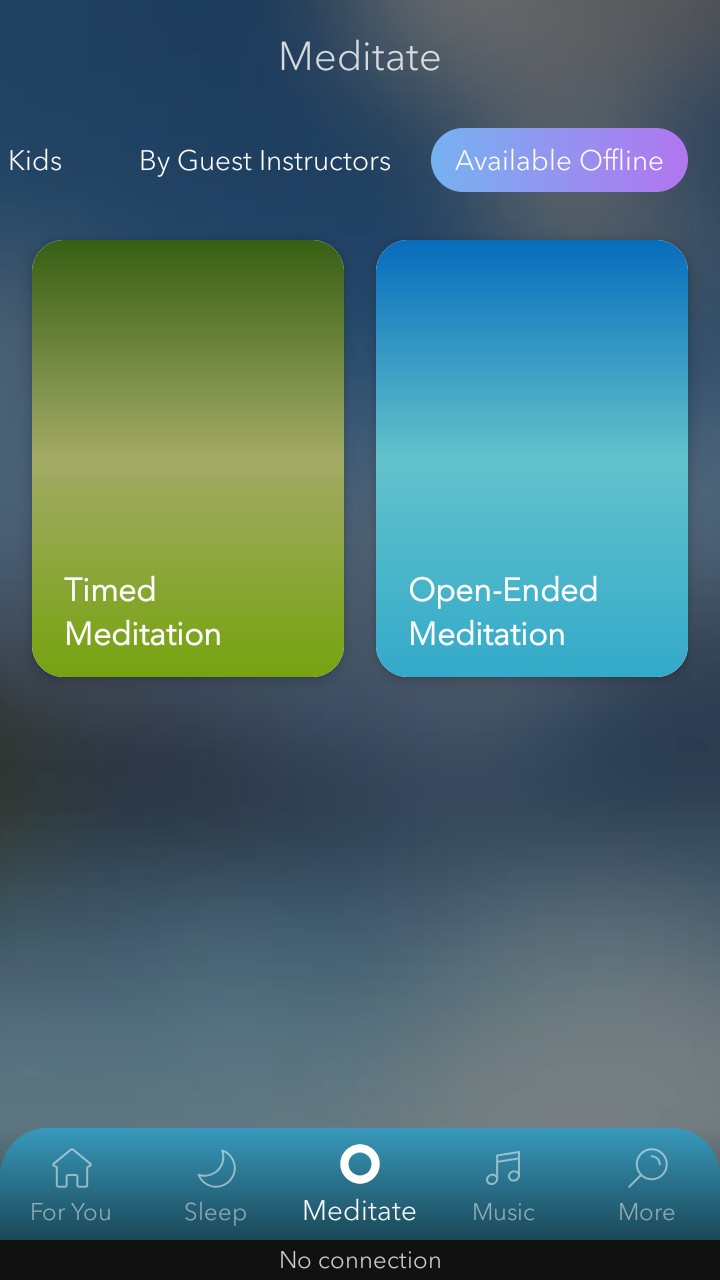 Meditate
Kids
By Guest Instructors
Available Offline
Timed
Meditation
Open-Ended
Meditation
For You
Sleep
Meditate
Music
More
No connection